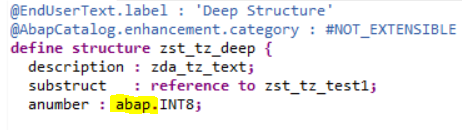 @EndUserText.label : 'Deep Structure'
@AbapCatalog.enhancement.category : #NOT_EXTENSIBLE
define structure zst_tz_deep {
  description : zda_tz_text;
  substruct   : reference to zst_tz_test1;
  anumber : abap.INT8;